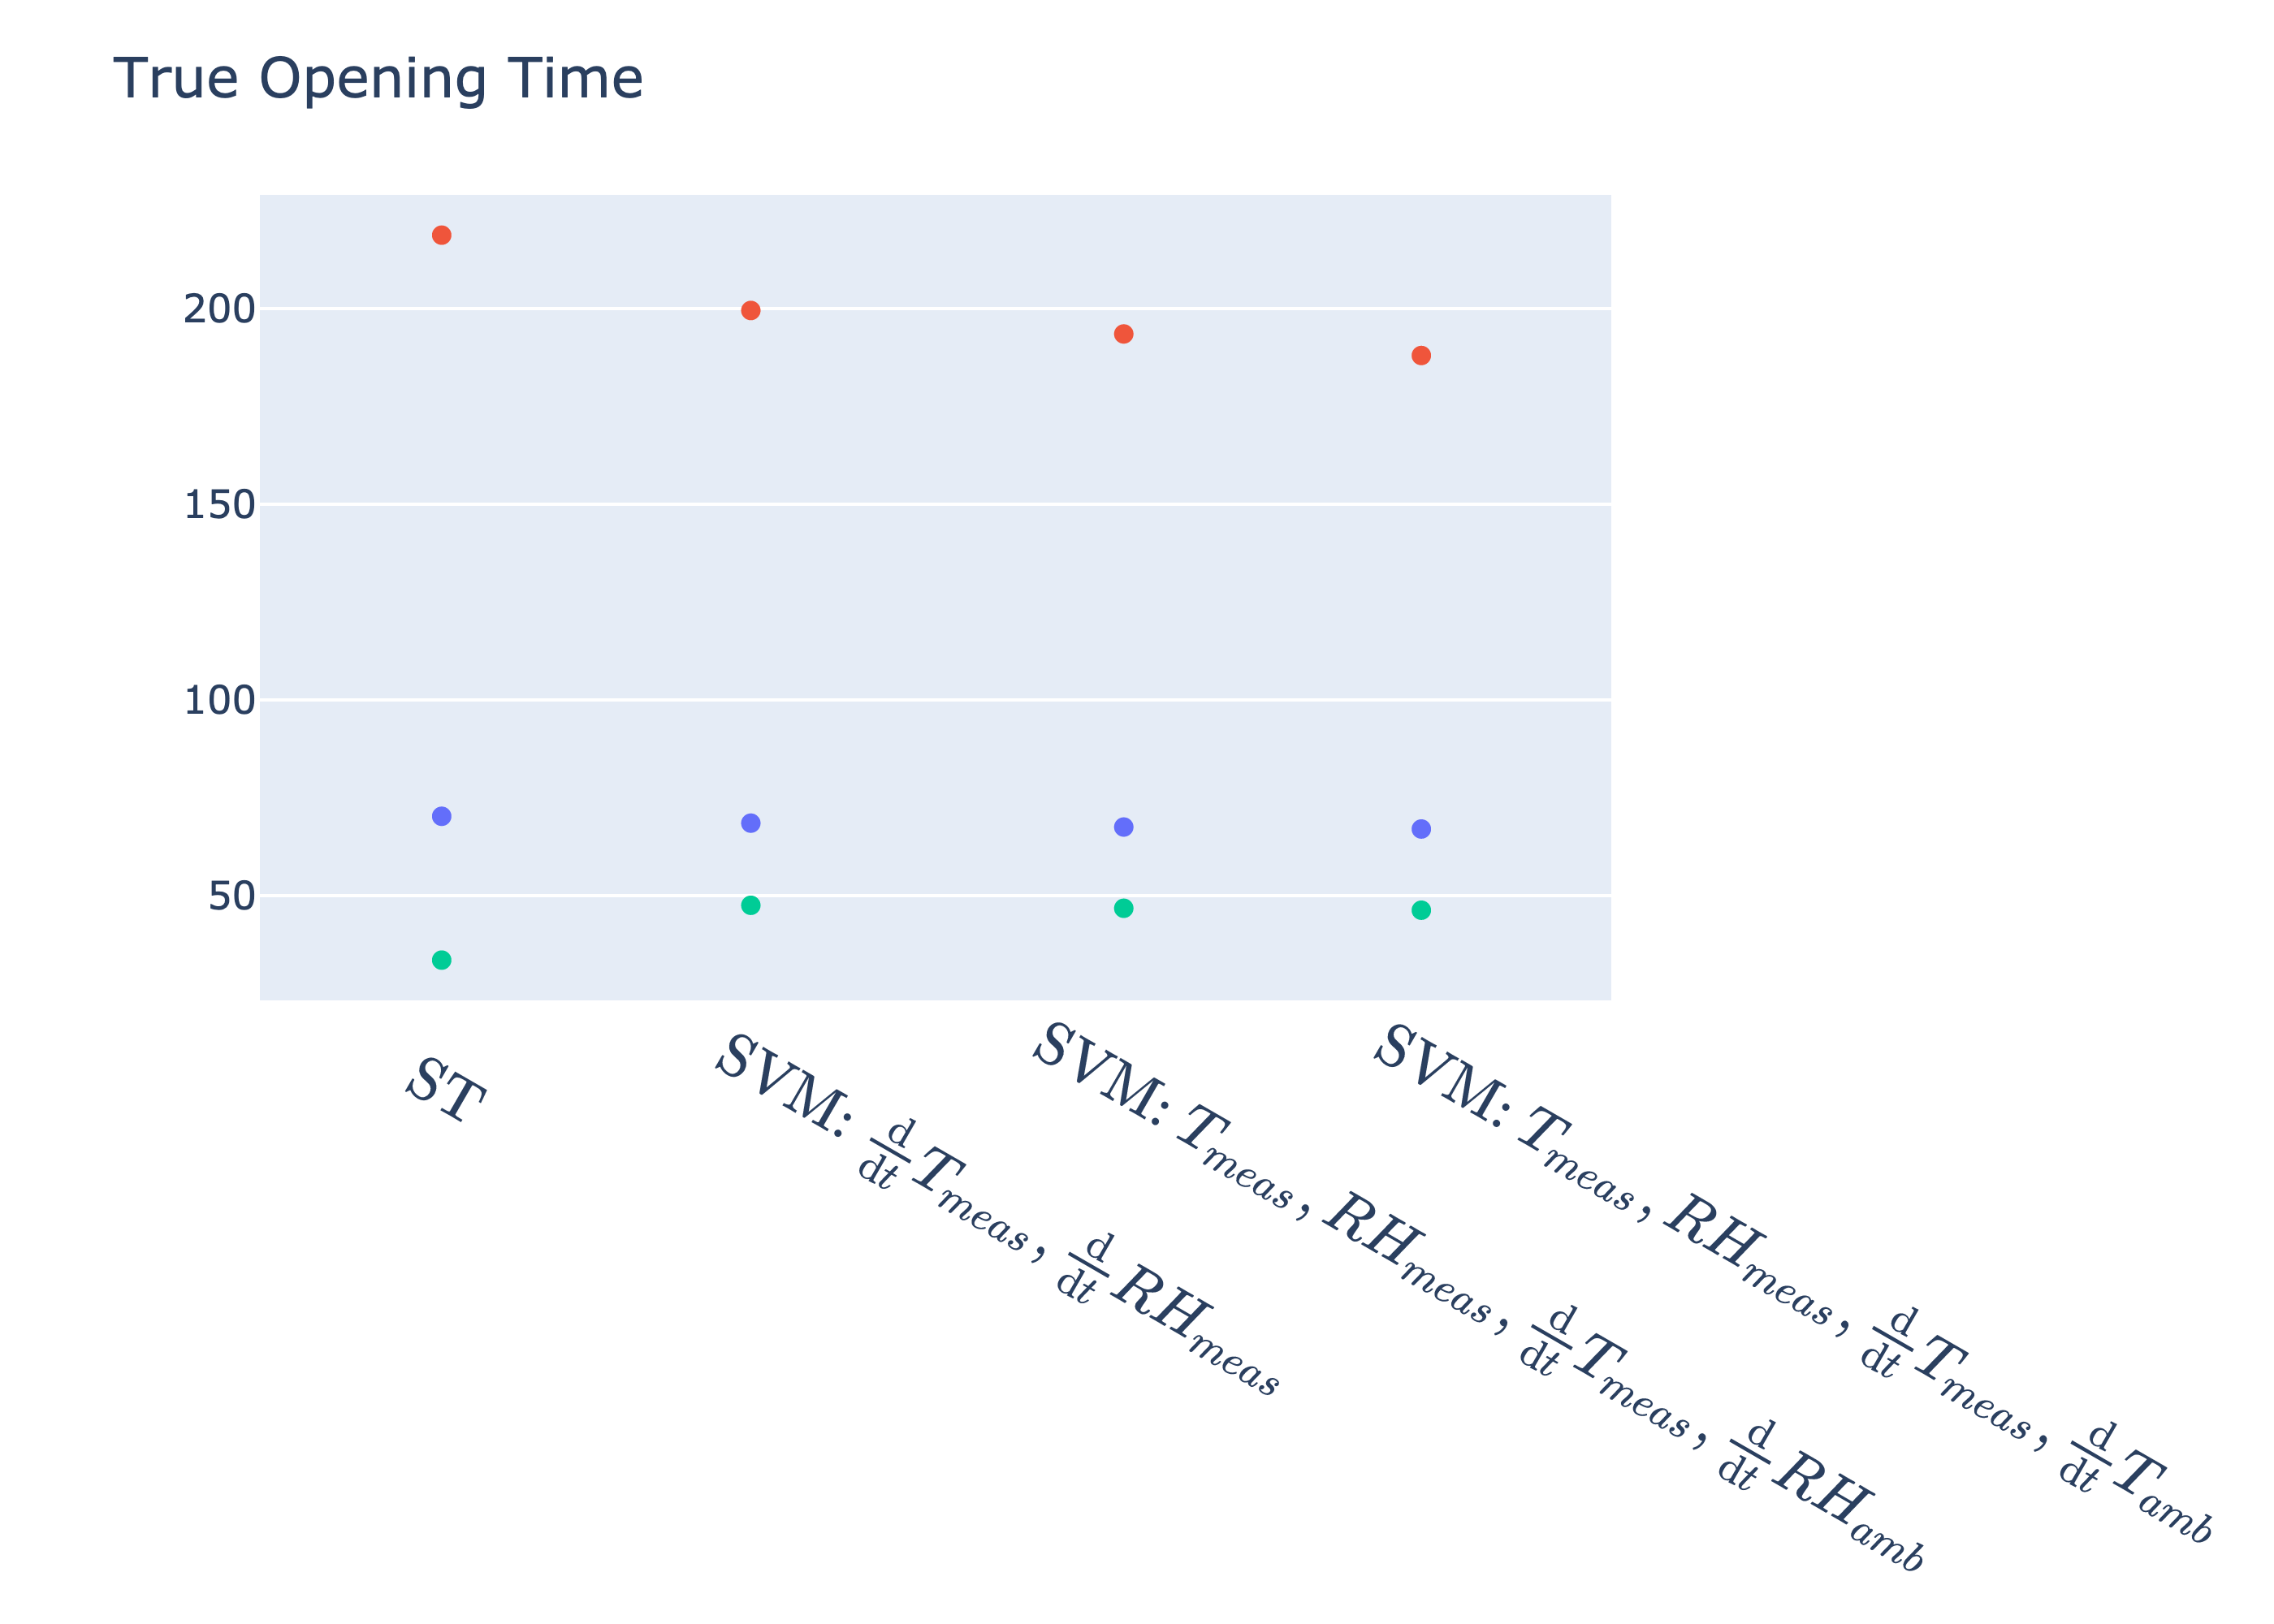 True Opening Time
200
150
100
50
ST
SVM: d/dt T_meas, d/dt RH_meas
SVM: T_meas, RH_meas, d/dt T_meas, d/dt RH_amb
SVM: T_meas, RH_meas, d/dt T_meas, d/dt T_amb